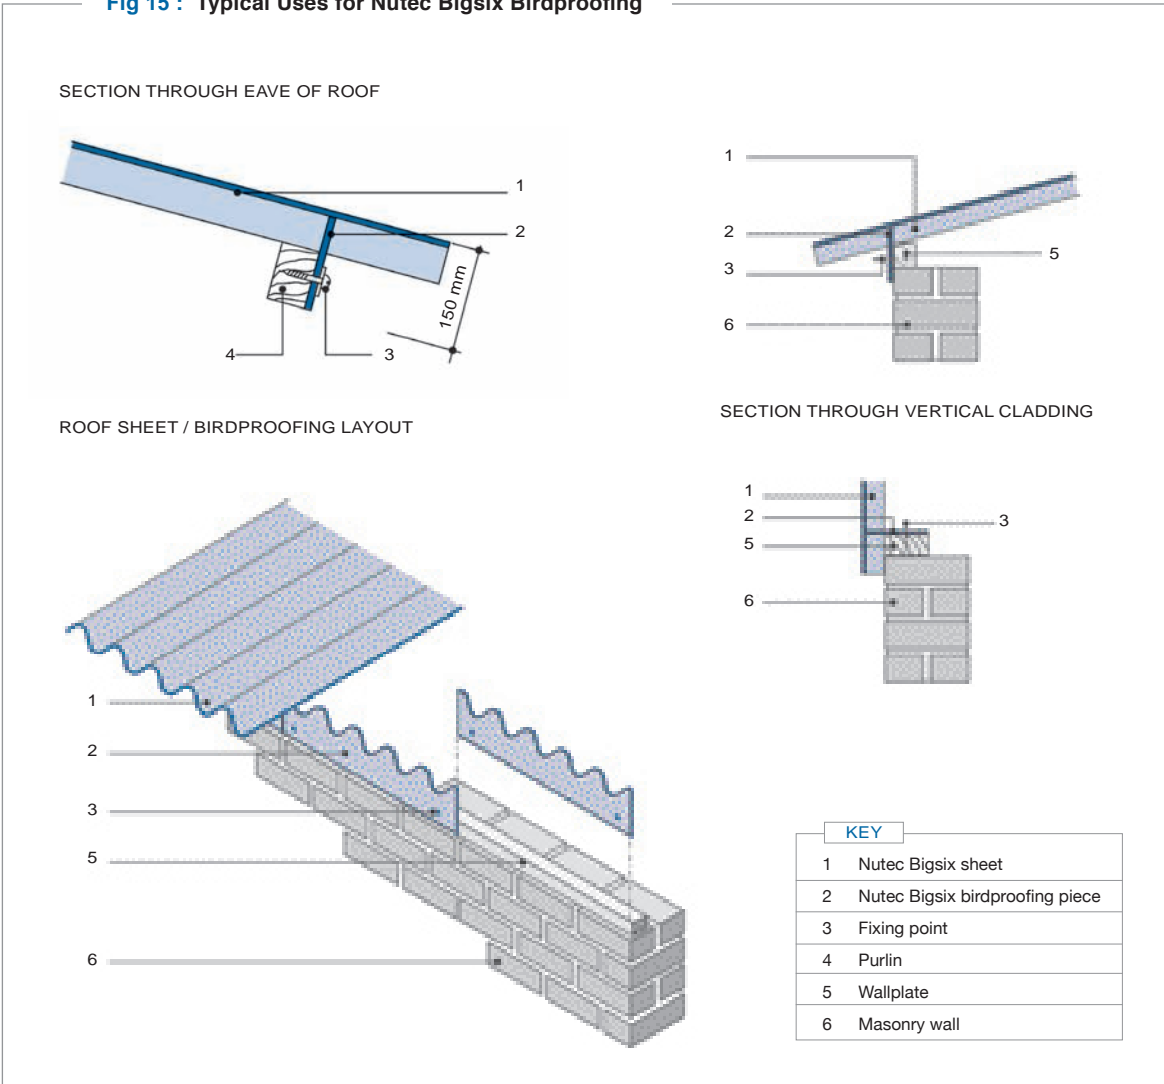 Fig 15 : Typical Uses for Nutec Bigsix Birdproofing
SECTION THROUGH EAVE OF ROOF
1
2
150 mm
4
3
1
2
3
5
6
SECTION THROUGH VERTICAL CLADDING
1
2
3
5
6
ROOF SHEET / BIRDPROOFING LAYOUT
1
2
3
5
6
KEY
1 Nutec Bigsix sheet
2 Nutec Bigsix birdproofing piece
3 Fixing point
4 Purlin
5 Wallplate
6 Masonry wall